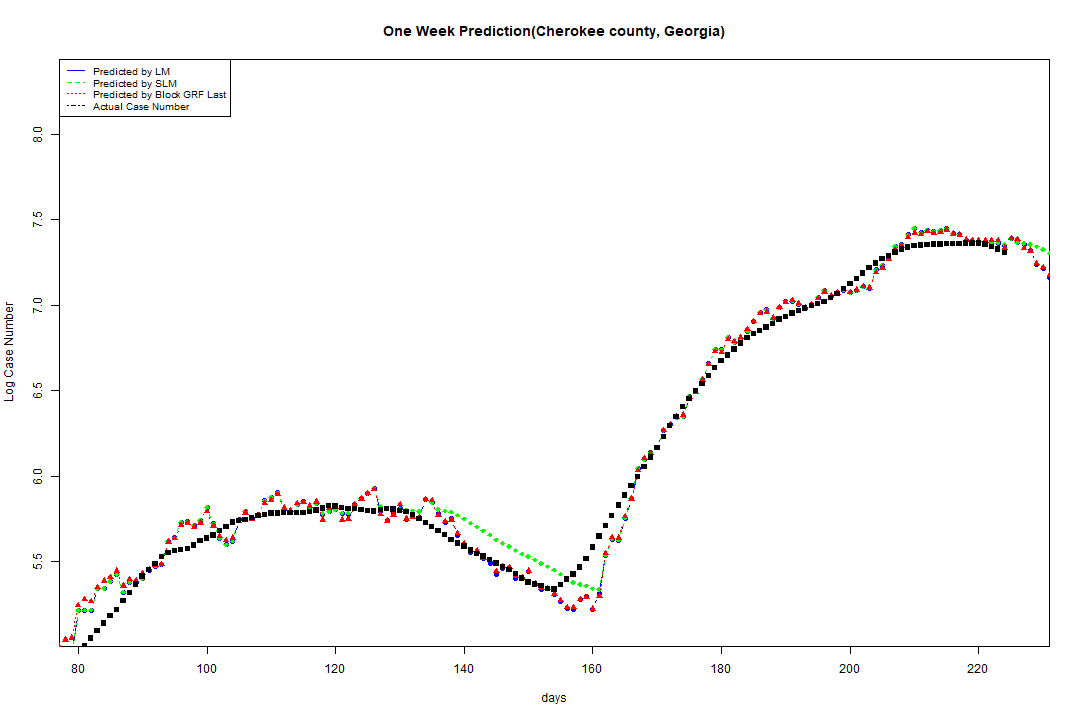 One Week Prediction(Cherokee county, Georgia)
Predicted by LM
Predicted by SLM
Predicted by Block GRF Last
Actual Case Number
8.0
7.5
7.0
6.5
6.0
5.5
Log Case Number
80 100 120 140 160 180 200 220
days